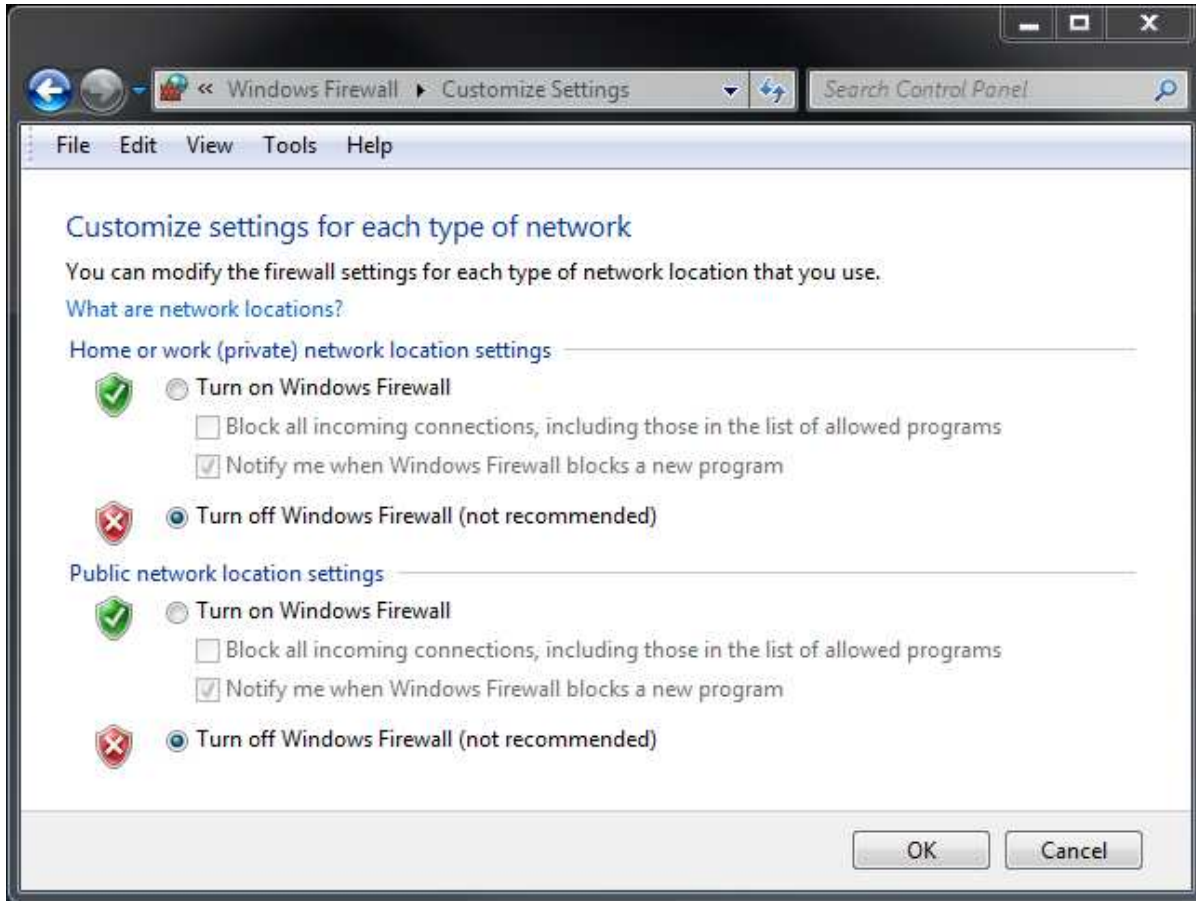 « Windows Firewall ▸ Customize Settings
Search Control Panel
File Edit View Tools Help
Customize settings for each type of network
You can modify the firewall settings for each type of network location that you use.
What are network locations?
Home or work (private) network location settings
Turn on Windows Firewall
Block all incoming connections, including those in the list of allowed programs
Notify me when Windows Firewall blocks a new program
Turn off Windows Firewall (not recommended)
Public network location settings
Turn on Windows Firewall
Block all incoming connections, including those in the list of allowed programs
Notify me when Windows Firewall blocks a new program
Turn off Windows Firewall (not recommended)
OK Cancel